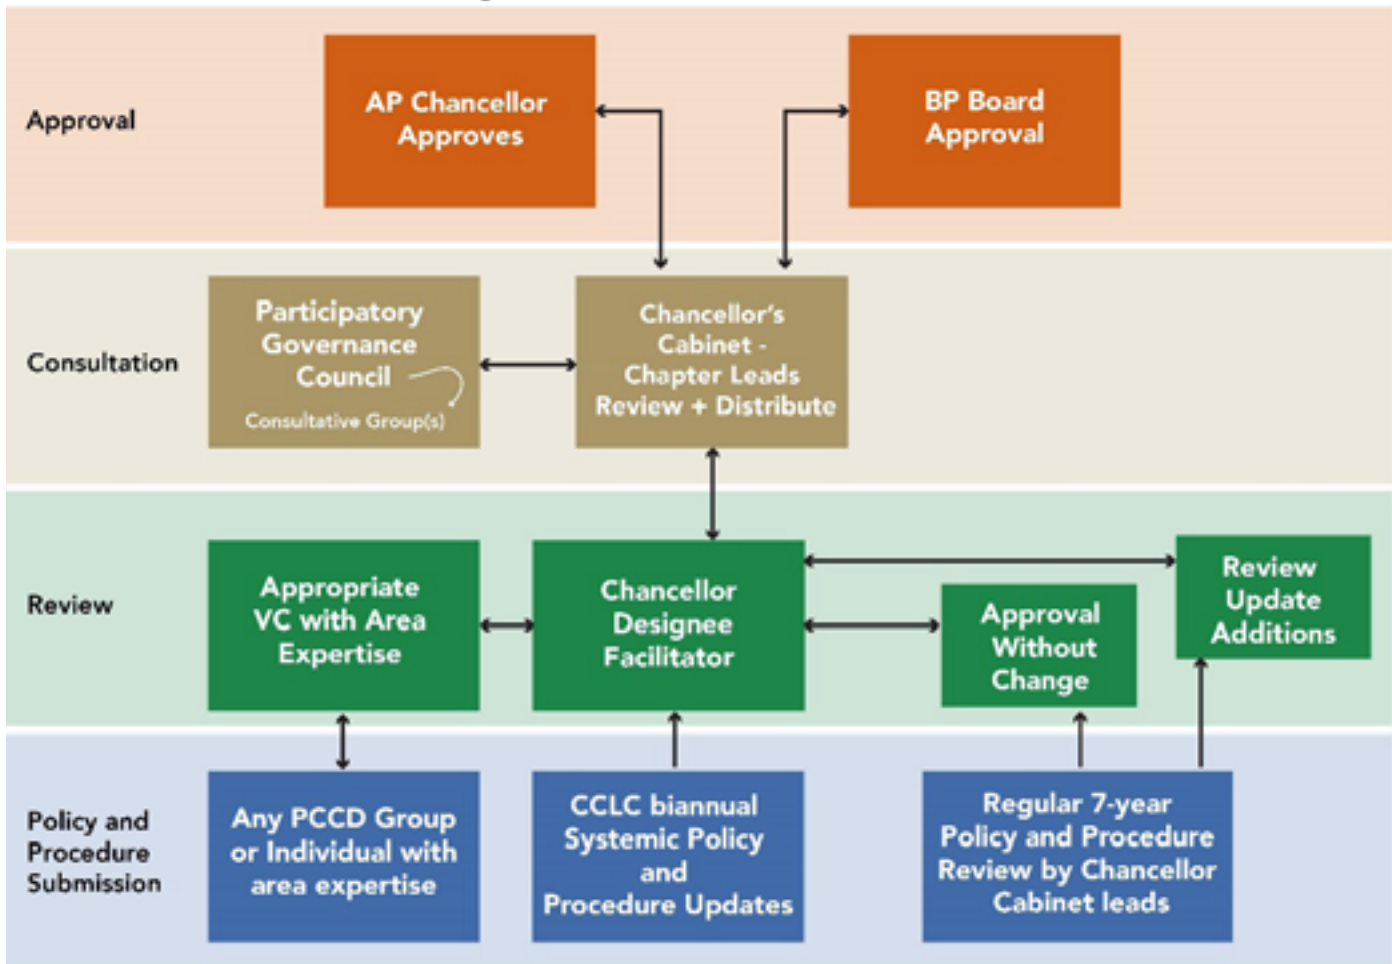 Approval
AP Chancellor
Approves
BP Board
Approval
Consultation
Participatory
Governance
Council
Consultative Group(s)
Chancellor's
Cabinet -
Chapter Leads
Review + Distribute
Review
Appropriate
VC with Area
Expertise
Chancellor
Designee
Facilitator
Approval
Without
Change
Review
Update
Additions
Policy and
Procedure
Submission
Any PCCD Group
or Individual with
area expertise
CCLC biannual
Systemic Policy
and
Procedure Updates
Regular 7-year
Policy and Procedure
Review by Chancellor
Cabinet leads